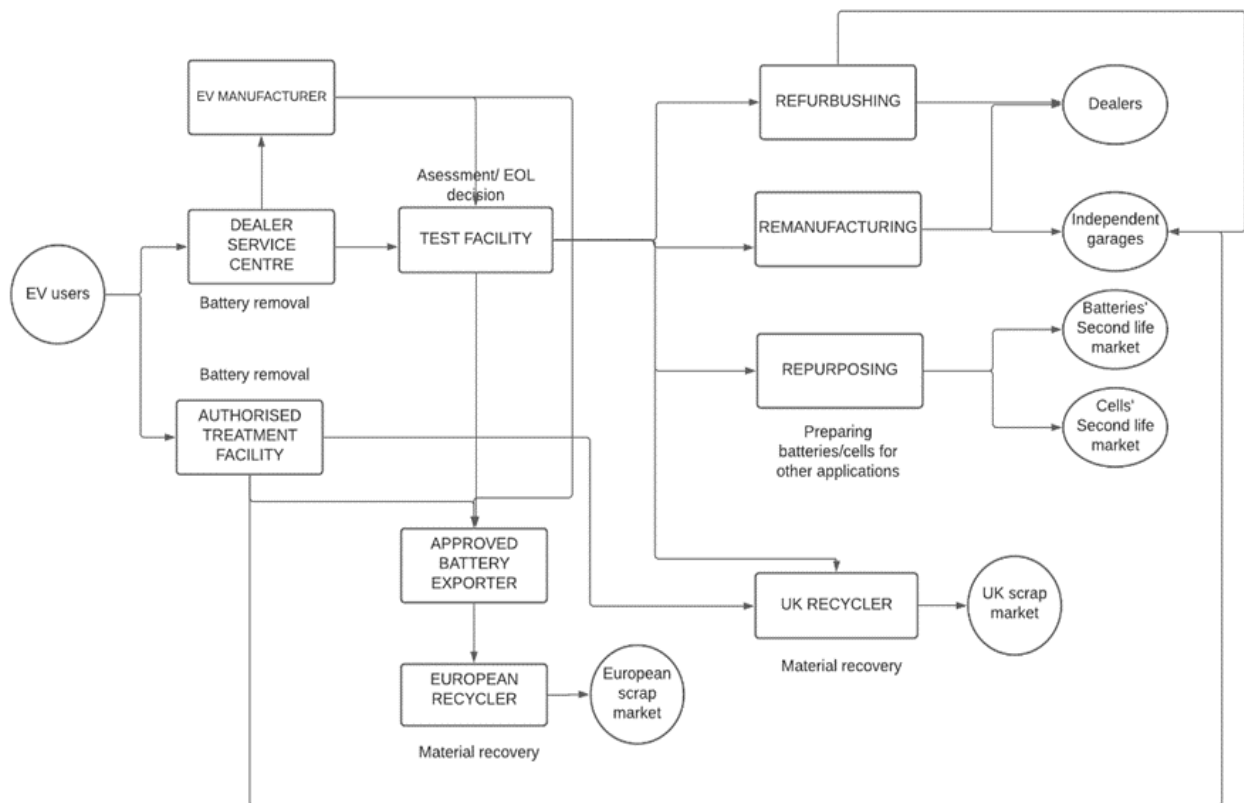 EV MANUFACTURER
REFURBUSHING
Dealers
Asessment/ EOL
decision
DEALER
SERVICE
CENTRE
TEST FACILITY
REMANUFACTURING
Independent
garages
EV users
Battery removal
Batteries'
Second life
market
Battery removal
REPURPOSING
AUTHORISED
TREATMENT
FACILITY
Cells'
Second life
market
Preparing
batteries/cells for
other applications
APPROVED
BATTERY
EXPORTER
UK RECYCLER
UK scrap
market
Material recovery
EUROPEAN
RECYCLER
European
scrap
market
Material recovery